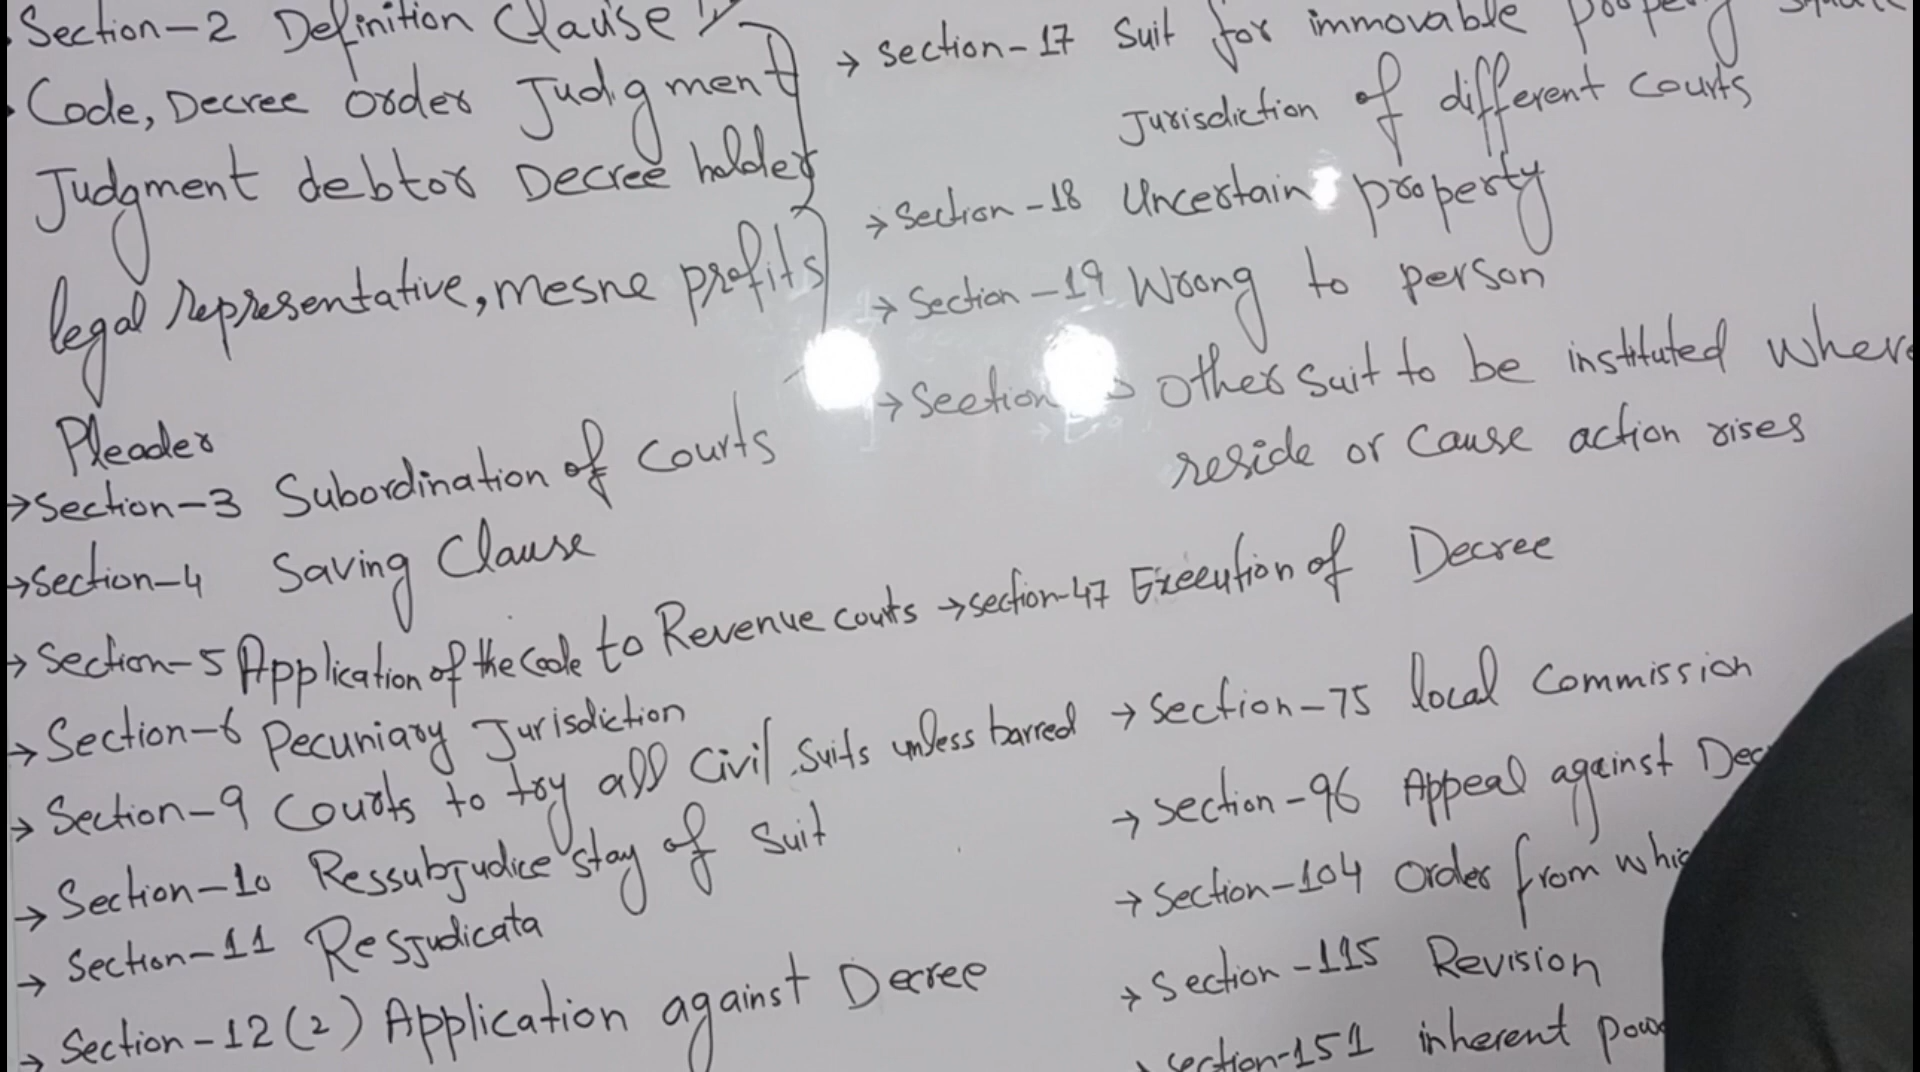 Section-2 Definition Clause
Code, Decree order Judgment
Judgment debtor Decree holder
legal representative, mesne profits
Pleader
→Section-3 Subordination of Courts
→Section-4 Saving Clause
→Section-5 Application of the Code to Revenue courts
→Section-6 Pecuniary Jurisdiction
→Section-9 Courts to try all Civil Suits unless barred
→Section-10 Ressubjudice stay of Suit
→Section-11 Resjudicata
→Section-12(2) Application against Decree
→Section-17 Suit for immovable
Jurisdiction of different Courts
→Section-18 Uncertain property
→Section-19 Wrong to person
→Section Other Suit to be instituted where
reside or Cause action rises
→Section-47 Execution of Decree
→Section-75 local Commission
→Section-96 Appeal against
→Section-104 Order from
→Section-115 Revision
Section-151 inherent